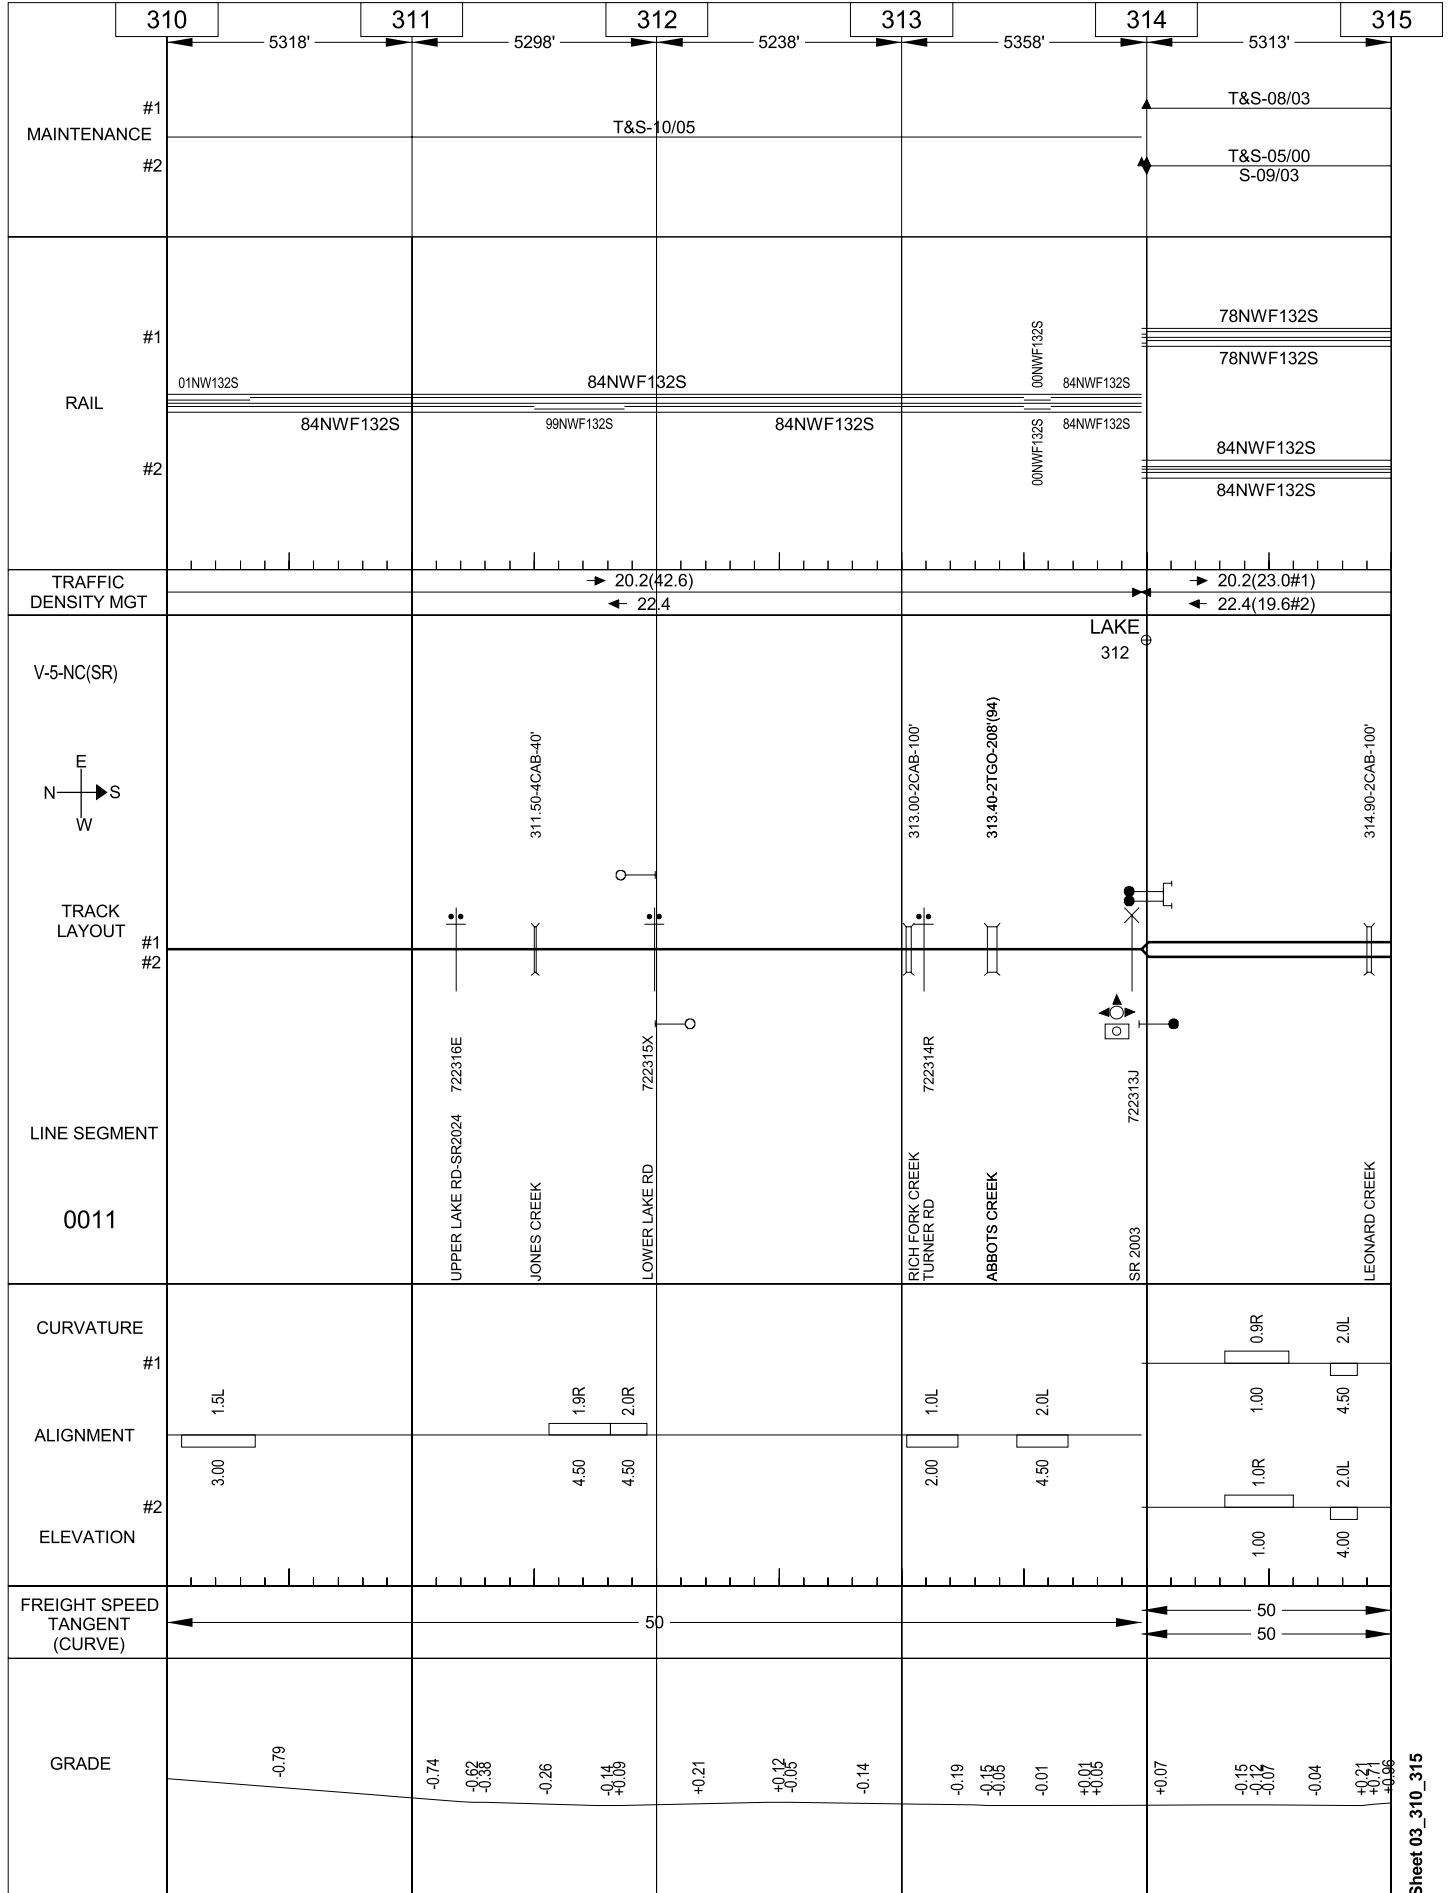 310 311 312 313 314 315
5318' 5298' 5238' 5358' 5313'
#1
T&S-08/03
MAINTENANCE
T&S-10/05
#2
T&S-05/00
S-09/03
78NWF132S
#1
78NWF132S
01NW132S
84NWF132S
00NWF132S
84NWF132S
RAIL
84NWF132S
99NWF132S
84NWF132S
00NWF132S
84NWF132S
84NWF132S
#2
84NWF132S
TRAFFIC
DENSITY MGT
20.2(42.6)
22.4
20.2(23.0#1)
22.4(19.6#2)
LAKE
312
V-5-NC(SR)
E
N S
W
311.50-4CAB-40'
313.00-2CAB-100'
313.40-2TGO-208'(94)
314.90-2CAB-100'
TRACK
LAYOUT
#1
#2
722316E
722315X
722314R
722313J
LINE SEGMENT
0011
UPPER LAKE RD-SR2024
JONES CREEK
LOWER LAKE RD
RICH FORK CREEK
TURNER RD
ABBOTS CREEK
SR 2003
LEONARD CREEK
CURVATURE
#1
0.9R 2.0L
1.00 4.50
1.5L 1.9R 2.0R 1.0L 2.0L
ALIGNMENT
3.00 4.50 4.50 2.00 4.50
#2
1.0R 2.0L
1.00 4.00
ELEVATION
FREIGHT SPEED
TANGENT
(CURVE)
50
50
50
GRADE
-0.79 -0.74 -0.62 -0.38 -0.26 -0.14 +0.09 +0.21 +0.12 -0.05 -0.14 -0.19 -0.15 -0.05 -0.01 +0.01 +0.05 +0.07 -0.15 -0.12 -0.07 -0.04 +0.21 +0.71 +0.96
Sheet 03_310_315